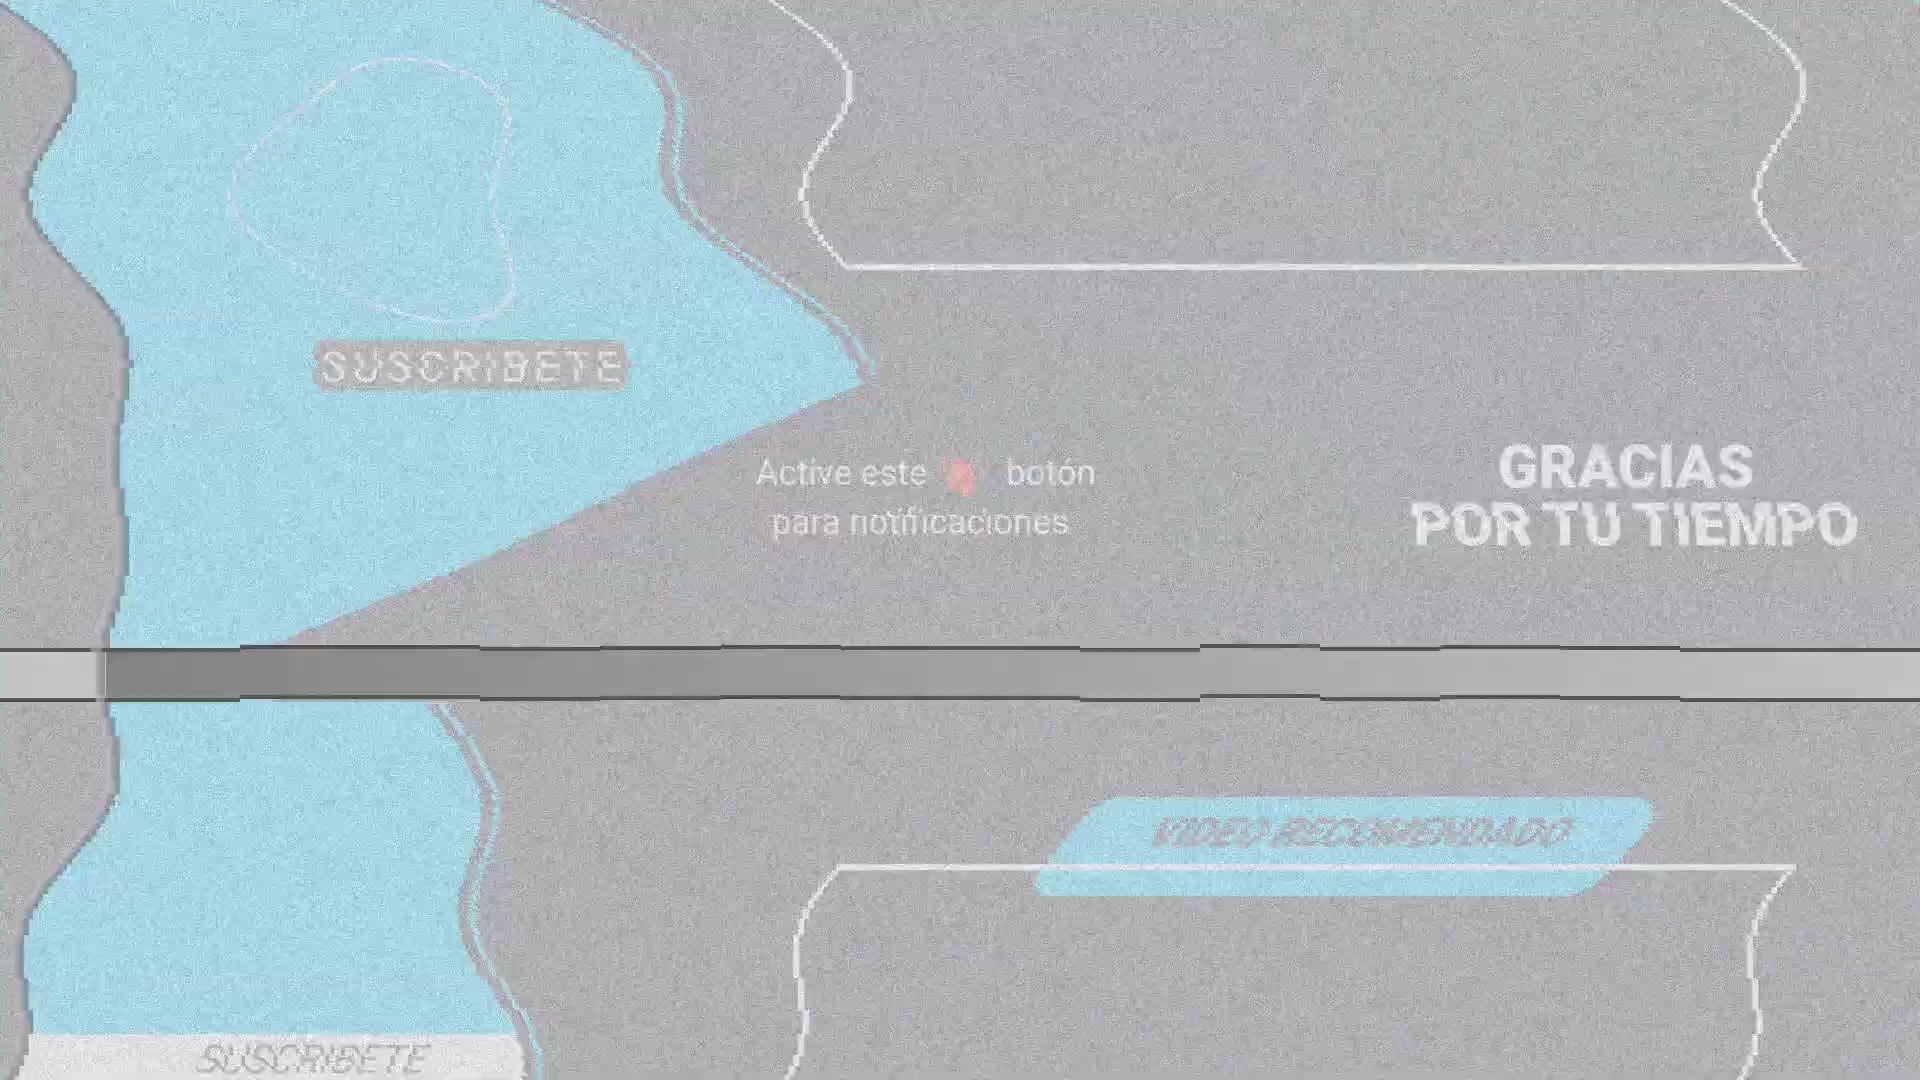 SUSCRIBETE
Active este botón
para notificaciones
GRACIAS
POR TU TIEMPO
VIDEO RECOMENDADO
SUSCRIBETE